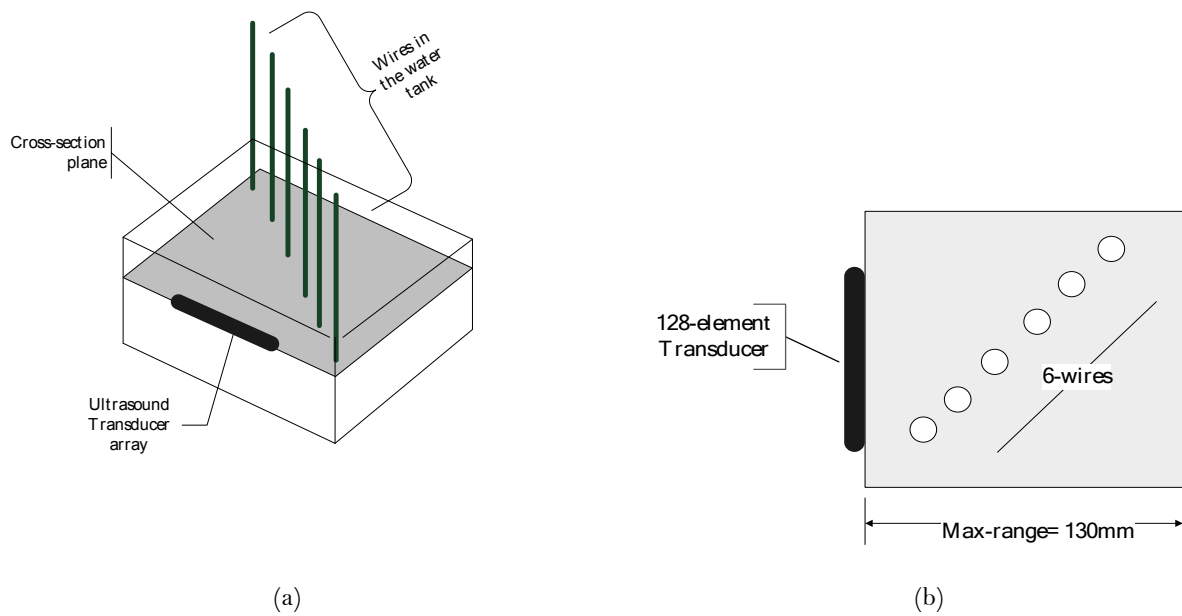 Wires in
the water
tank
Cross-section
plane
Ultrasound
Transducer
array
(a)
128-element
Transducer
6-wires
Max-range= 130mm
(b)